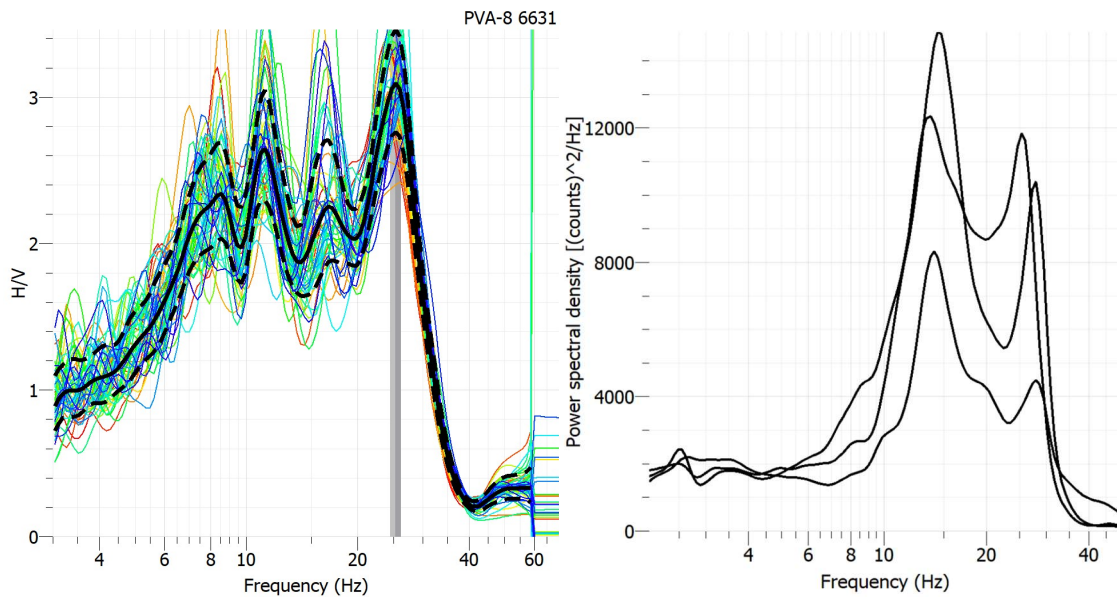 PVA-8 6631
H/V
3
2
1
0
4 6 8 10 20 40 60
Frequency (Hz)
Power spectral density [(counts)^2/Hz]
12000
8000
4000
0
4 6 8 10 20 40
Frequency (Hz)